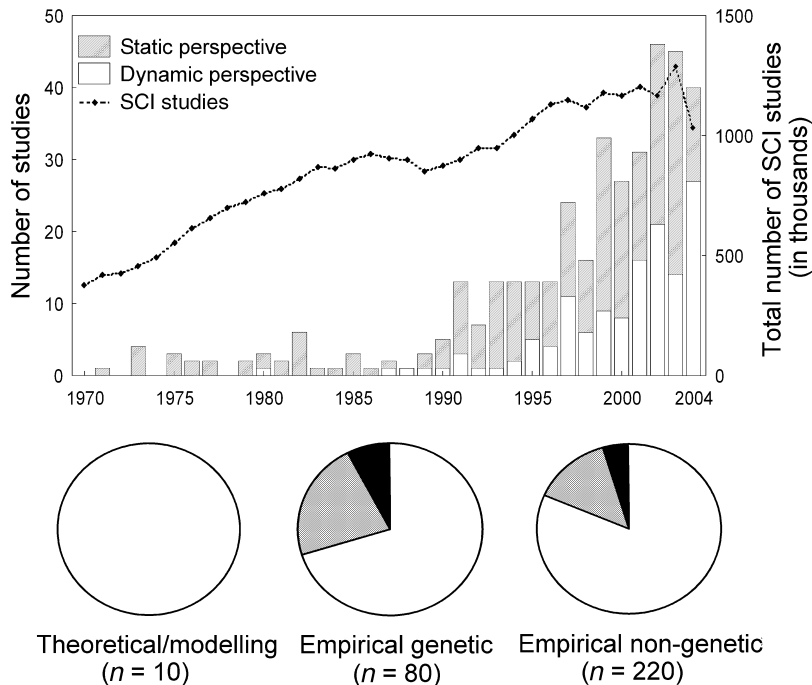 Static perspective
Dynamic perspective
SCI studies
Number of studies
50
40
30
20
10
0
1500
1000
500
0
Total number of SCI studies
(in thousands)
1970 1975 1980 1985 1990 1995 2000 2004
Theoretical/modelling
(n = 10)
Empirical genetic
(n = 80)
Empirical non-genetic
(n = 220)